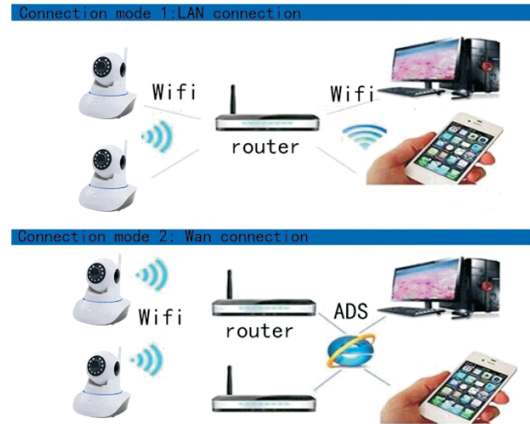 Connection mode 1:LAN connection
Wifi
Wifi
router
Connection mode 2: Wan connection
Wifi
router
ADS